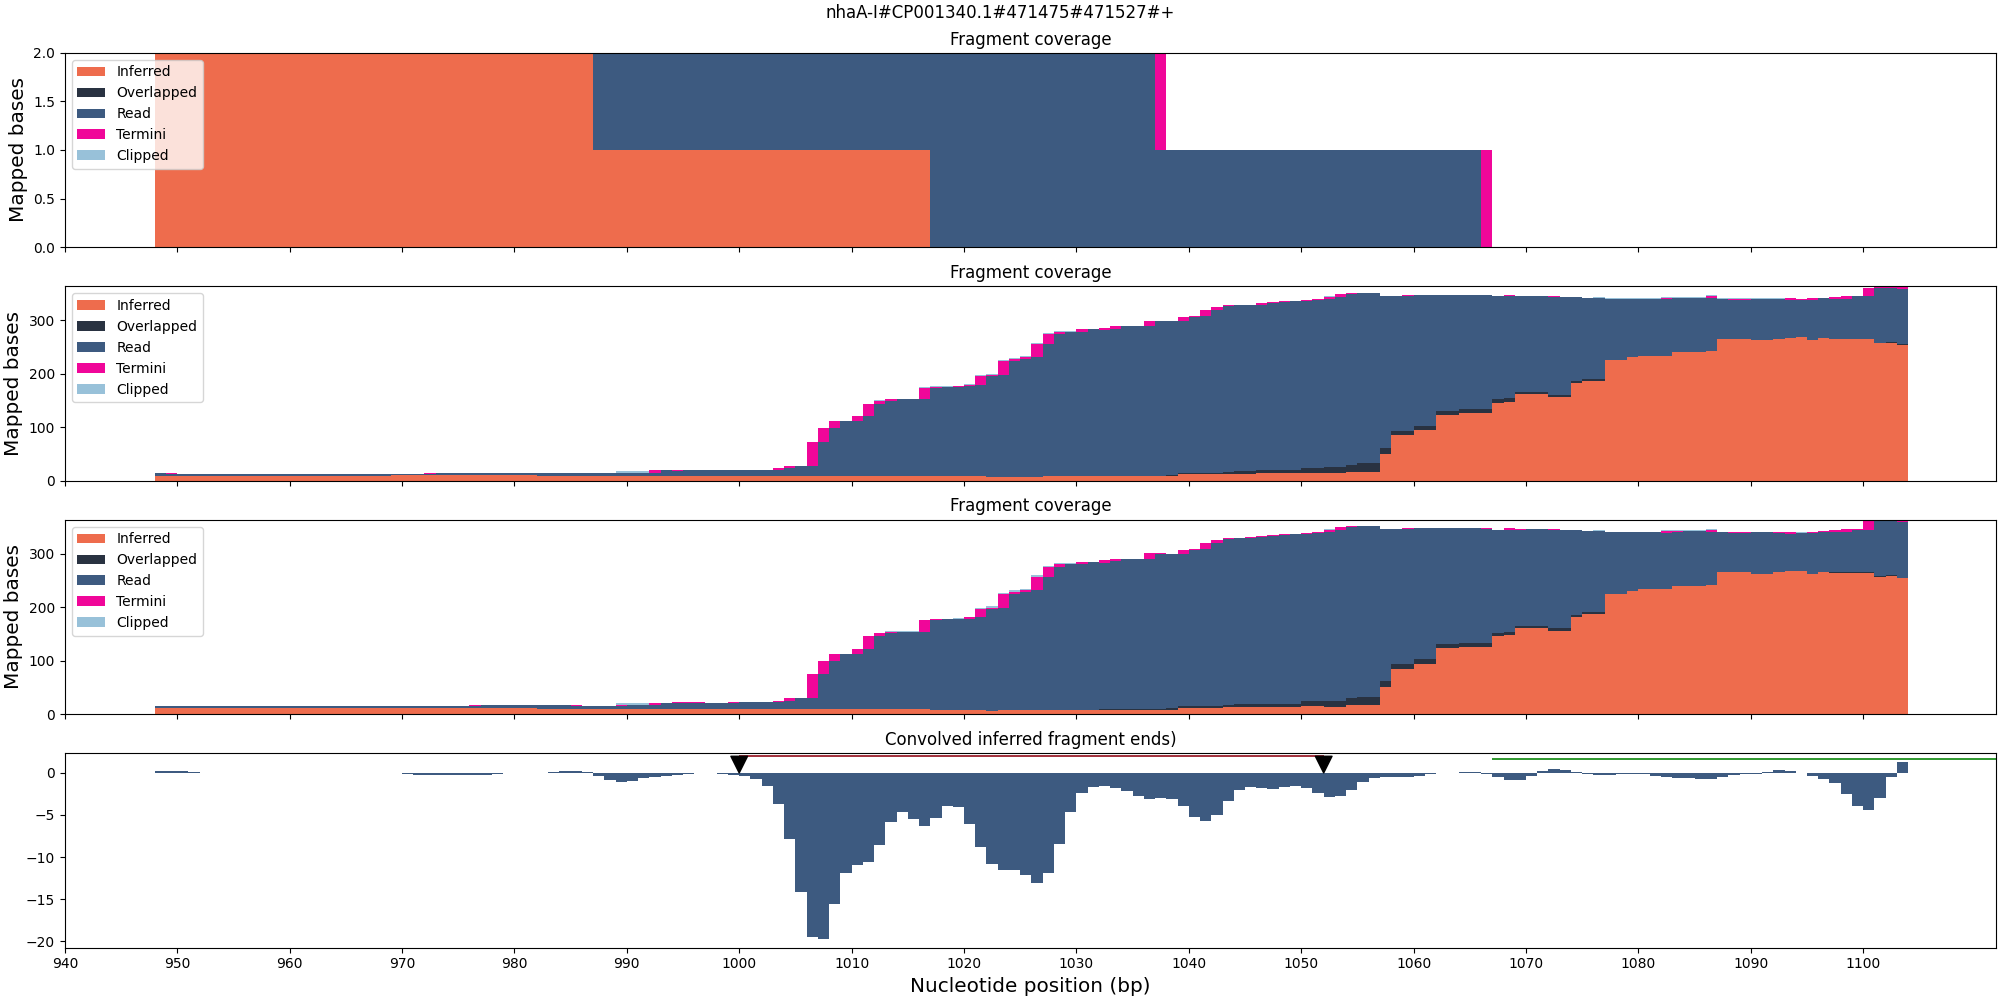 nhaA-I#CP001340.1#471475#471527#+
Fragment coverage
Mapped bases
2.0
1.5
1.0
0.5
0.0
Inferred
Overlapped
Read
Termini
Clipped
Fragment coverage
Mapped bases
300
200
100
0
Inferred
Overlapped
Read
Termini
Clipped
Fragment coverage
Mapped bases
300
200
100
0
Inferred
Overlapped
Read
Termini
Clipped
Convolved inferred fragment ends)
0
−5
−10
−15
−20
940 950 960 970 980 990 1000 1010 1020 1030 1040 1050 1060 1070 1080 1090 1100
Nucleotide position (bp)